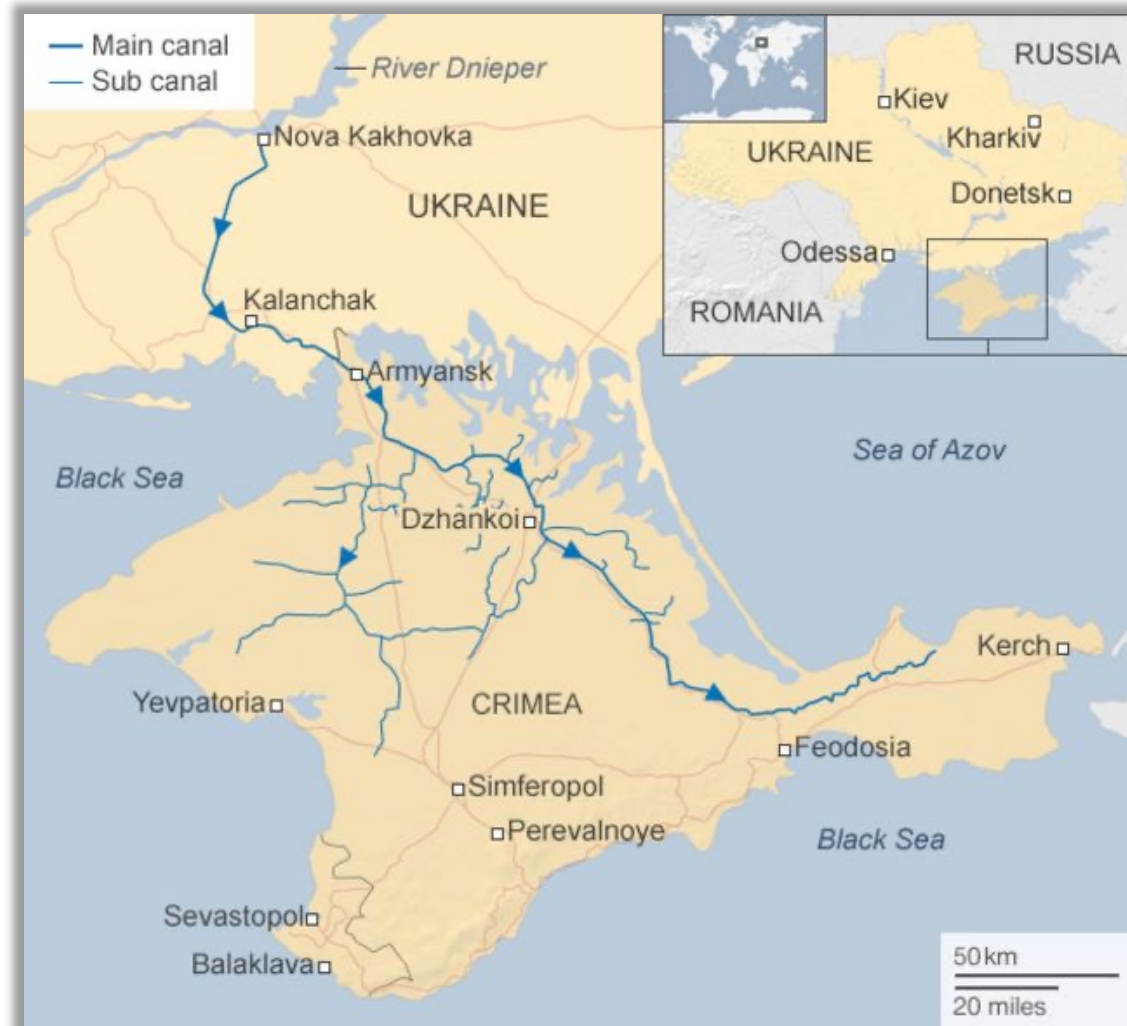 Main canal
Sub canal
River Dnieper
Nova Kakhovka
UKRAINE
Kalanchak
Armyansk
Black Sea
Sea of Azov
Dzhankoi
Kerch
Yevpatoria
CRIMEA
Feodosia
Simferopol
Perevalnoye
Black Sea
Sevastopol
Balaklava
50km
20 miles
RUSSIA
Kiev
Kharkiv
UKRAINE
Donetsk
Odessa
ROMANIA